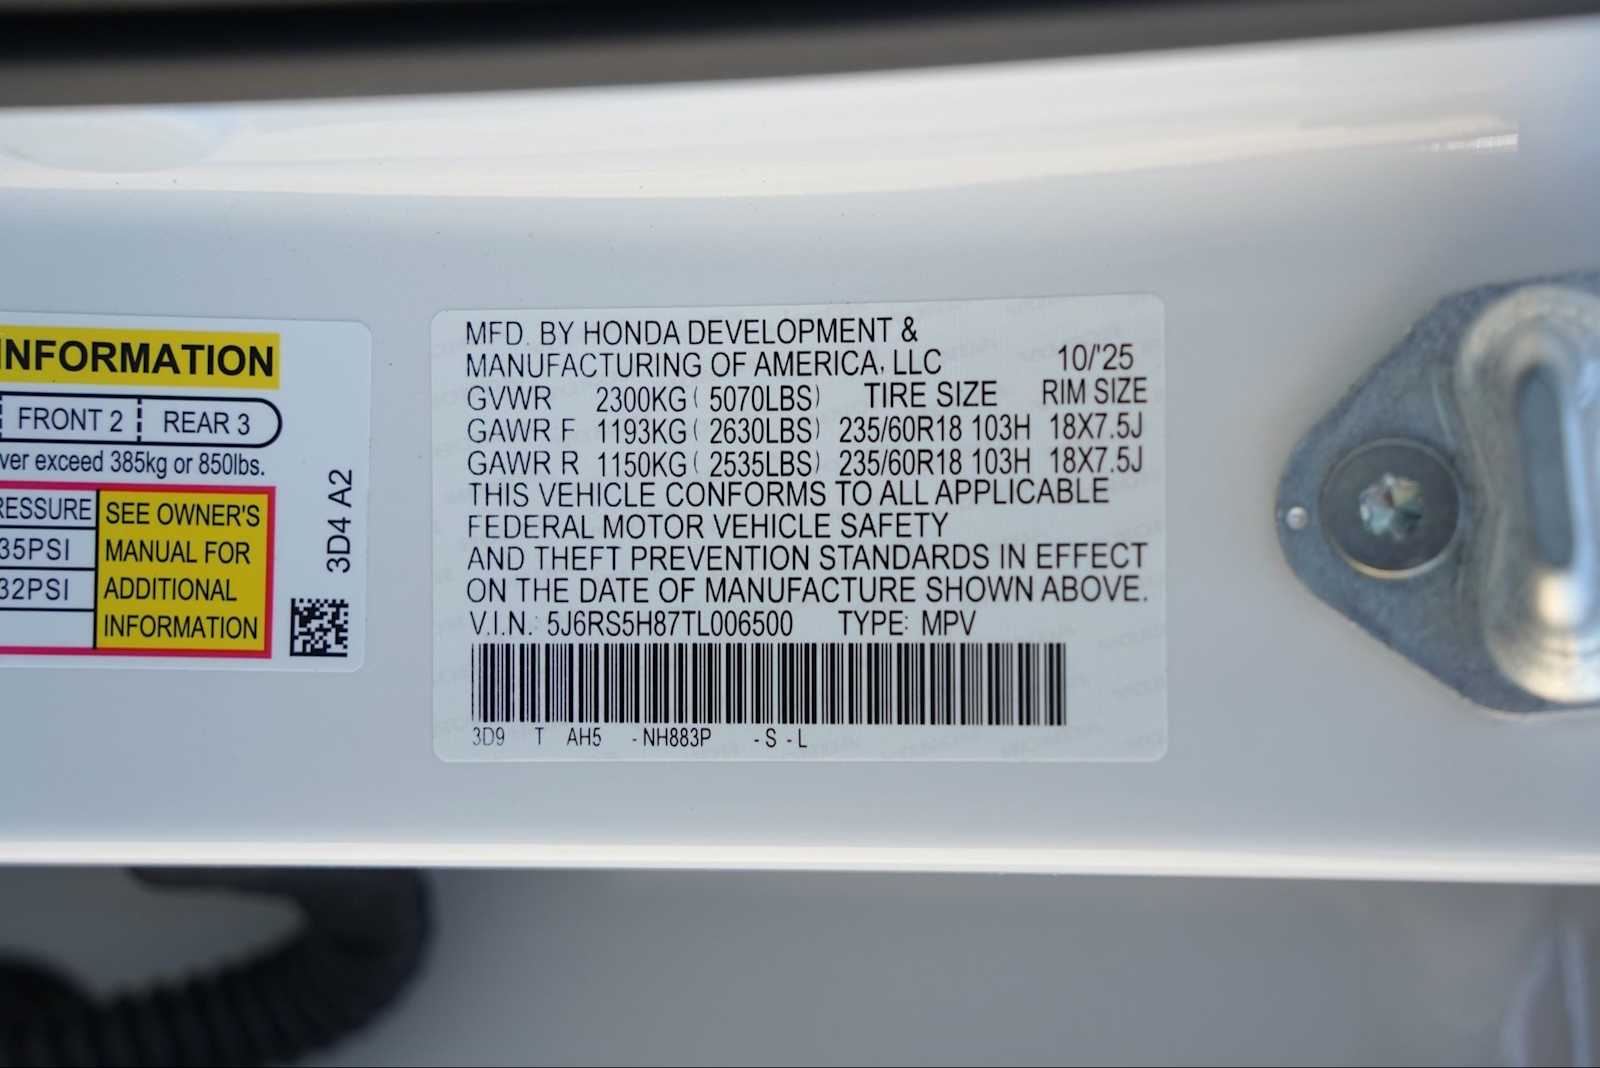 INFORMATION
FRONT 2 REAR 3
ver exceed 385kg or 850lbs.
RESSURE
35PSI
32PSI
SEE OWNER'S
MANUAL FOR
ADDITIONAL
INFORMATION
3D4 A2
MFD. BY HONDA DEVELOPMENT &
MANUFACTURING OF AMERICA, LLC 10/'25
GVWR 2300KG ( 5070LBS) TIRE SIZE RIM SIZE
GAWR F 1193KG ( 2630LBS) 235/60R18 103H 18X7.5J
GAWR R 1150KG ( 2535LBS) 235/60R18 103H 18X7.5J
THIS VEHICLE CONFORMS TO ALL APPLICABLE
FEDERAL MOTOR VEHICLE SAFETY
AND THEFT PREVENTION STANDARDS IN EFFECT
ON THE DATE OF MANUFACTURE SHOWN ABOVE.
V.I.N.: 5J6RS5H87TL006500 TYPE: MPV
3D9 T AH5 -NH883P -S -L